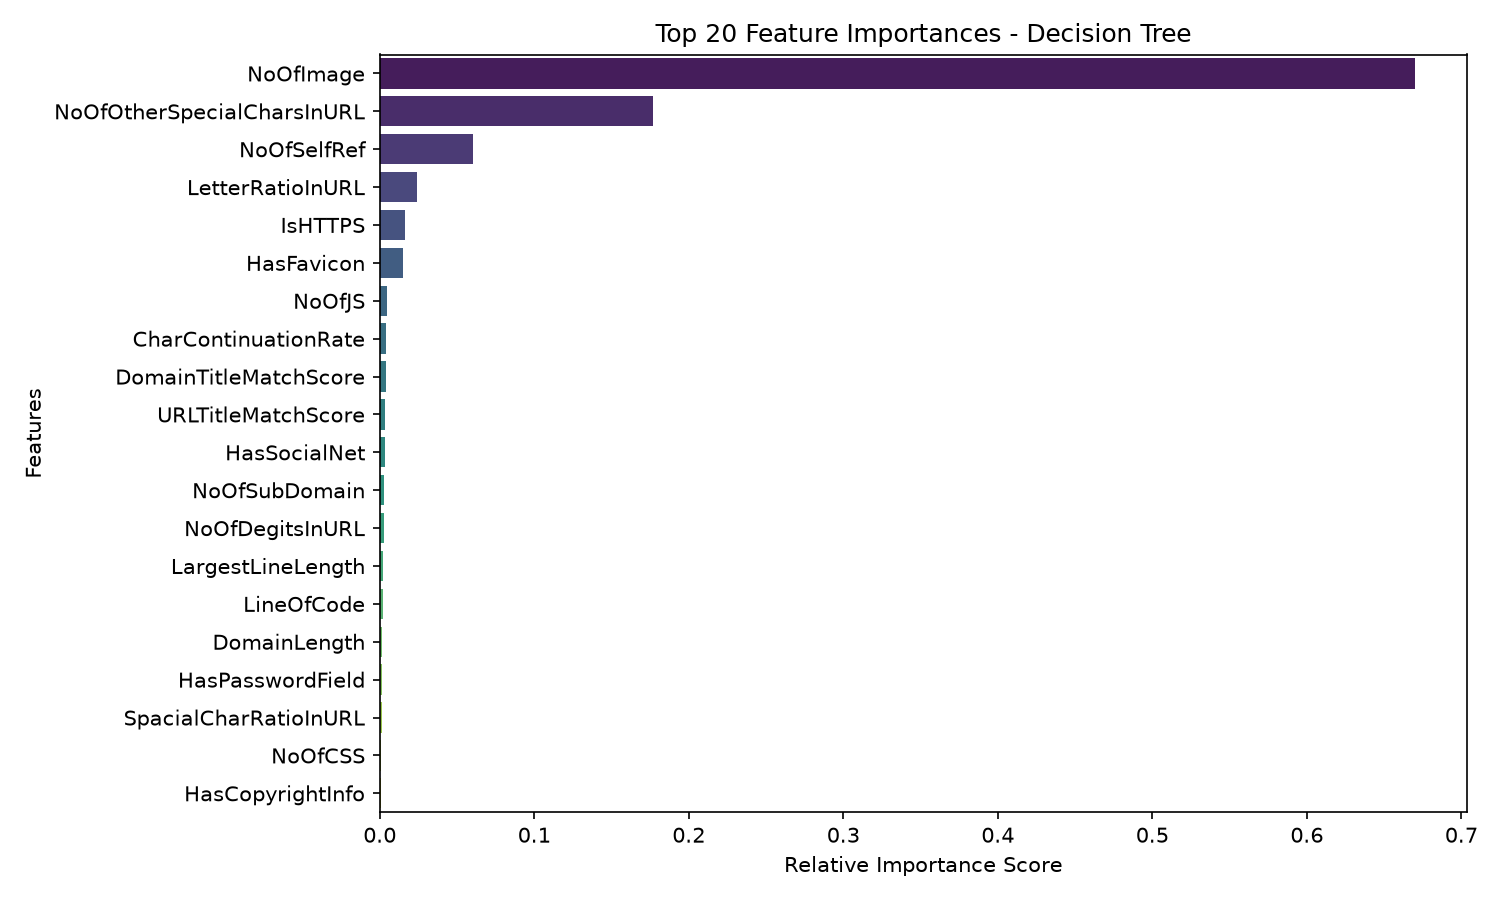 Top 20 Feature Importances - Decision Tree
NoOfImage
NoOfOtherSpecialCharsInURL
NoOfSelfRef
LetterRatioInURL
IsHTTPS
HasFavicon
NoOfJS
CharContinuationRate
DomainTitleMatchScore
URLTitleMatchScore
HasSocialNet
NoOfSubDomain
NoOfDegitsInURL
LargestLineLength
LineOfCode
DomainLength
HasPasswordField
SpacialCharRatioInURL
NoOfCSS
HasCopyrightInfo
Features
0.0 0.1 0.2 0.3 0.4 0.5 0.6 0.7
Relative Importance Score